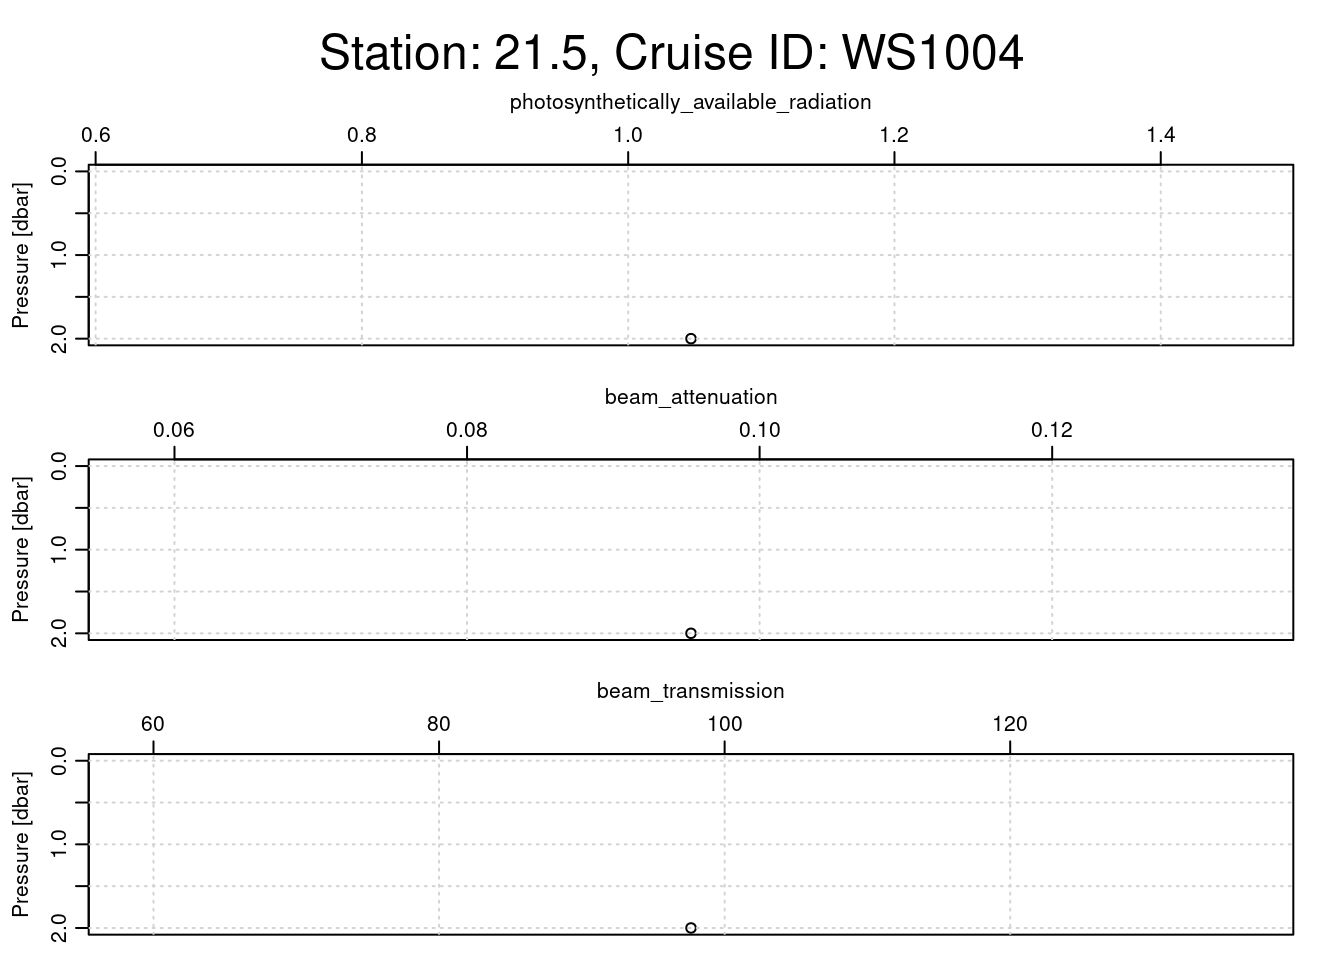 Station: 21.5, Cruise ID: WS1004
photosynthetically_available_radiation
0.6 0.8 1.0 1.2 1.4
Pressure [dbar]
0.0
1.0
2.0
beam_attenuation
0.06 0.08 0.10 0.12
Pressure [dbar]
0.0
1.0
2.0
beam_transmission
60 80 100 120
Pressure [dbar]
0.0
1.0
2.0